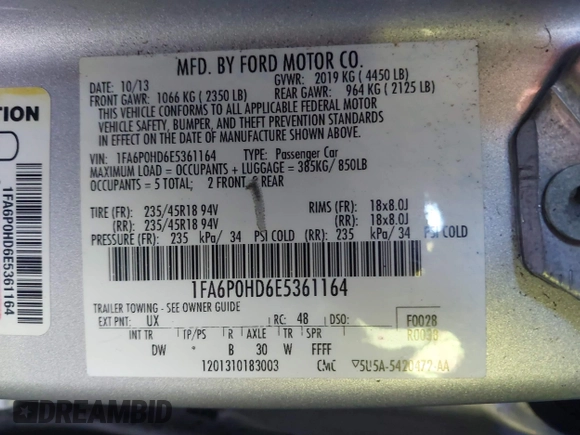 MFD. BY FORD MOTOR CO.
DATE: 10/13 GVWR: 2019 KG ( 4450 LB)
FRONT GAWR: 1066 KG ( 2350 LB) REAR GAWR: 964 KG ( 2125 LB)
THIS VEHICLE CONFORMS TO ALL APPLICABLE FEDERAL MOTOR
VEHICLE SAFETY, BUMPER, AND THEFT PREVENTION STANDARDS
IN EFFECT ON THE DATE OF MANUFACTURE SHOWN ABOVE.
VIN: 1FA6P0HD6E5361164 TYPE: Passenger Car
MAXIMUM LOAD = OCCUPANTS + LUGGAGE = 385KG/ 850LB
OCCUPANTS = 5 TOTAL; 2 FRONT REAR
TIRE (FR): 235/45R18 94V RIMS (FR): 18x8.0J
(RR): 235/45R18 94V (RR): 18x8.0J
PRESSURE (FR): 235 kPa/ 34 PSI COLD (RR): 235 kPa/ 34 PSI COLD
1FA6P0HD6E5361164
TRAILER TOWING - SEE OWNER GUIDE
EXT PNT: UX RC: 48 DSO: F0028
R0038
INT TR TP/PS R AXLE TR SPR
DW * B 30 W FFFF
1201310183003 CMC 5U5A-5420472-AA
TION
1FA6P0HD6E5361164
DREAMBID